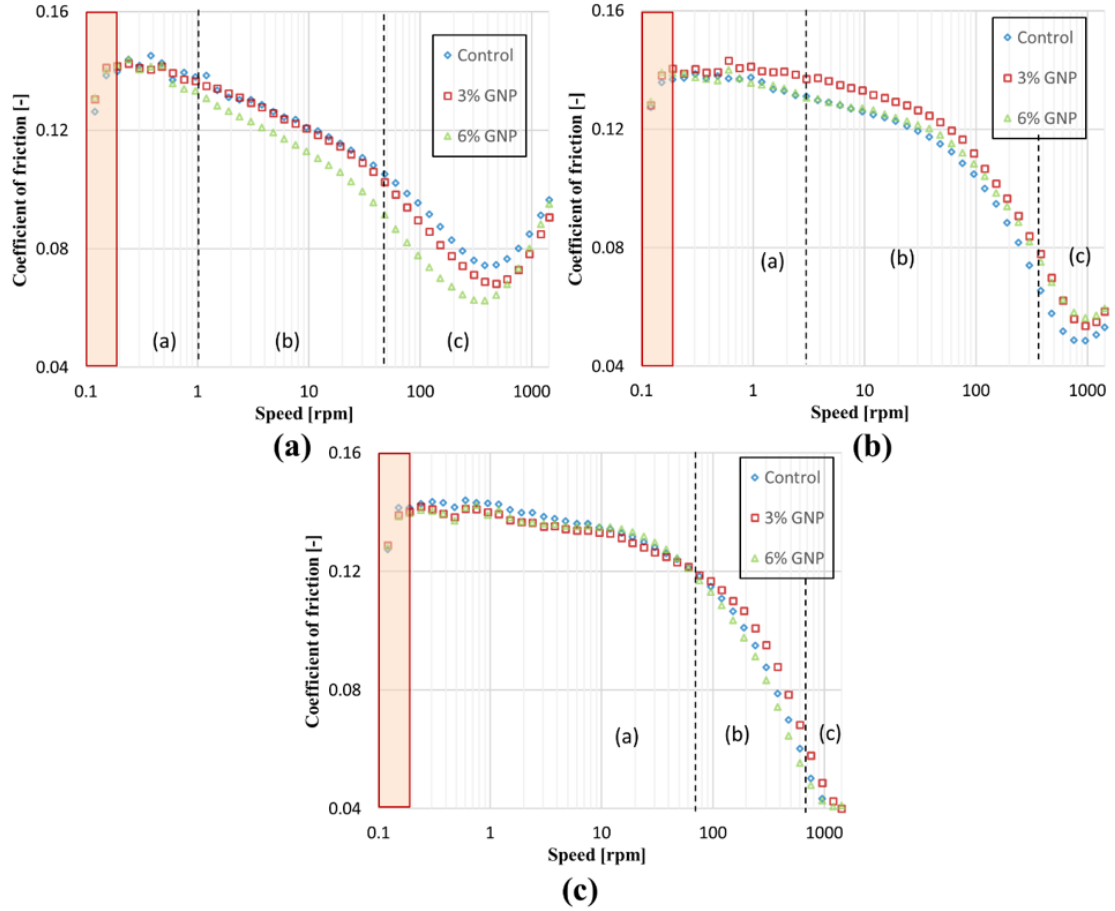 0.16
0.12
0.08
0.04
Coefficient of friction [-]
Control
3% GNP
6% GNP
(a)
(b)
(c)
0.1
1
10
100
1000
Speed [rpm]
(a)
0.16
0.12
0.08
0.04
Coefficient of friction [-]
Control
3% GNP
6% GNP
(a)
(b)
(c)
0.1
1
10
100
1000
Speed [rpm]
(b)
0.16
0.12
0.08
0.04
Coefficient of friction [-]
Control
3% GNP
6% GNP
(a)
(b)
(c)
0.1
1
10
100
1000
Speed [rpm]
(c)